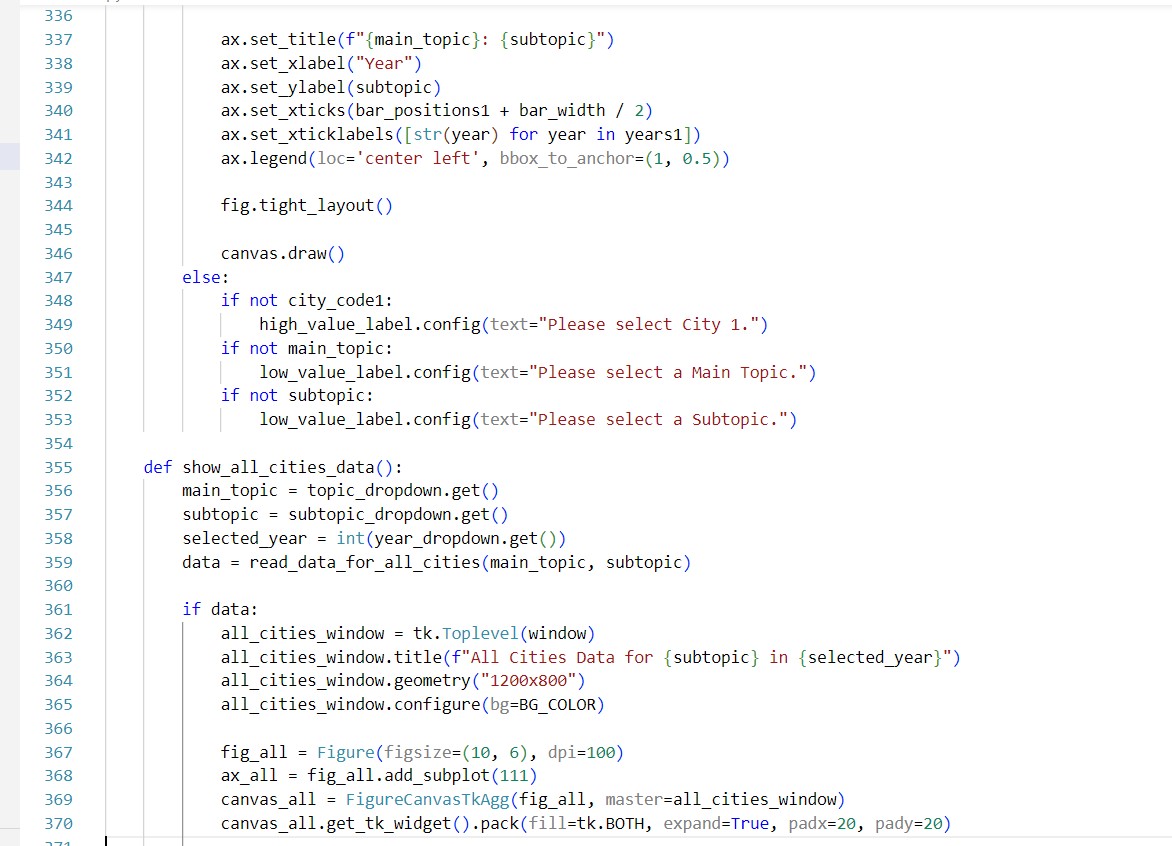 336
337 ax.set_title(f"{main_topic}: {subtopic}")
338 ax.set_xlabel("Year")
339 ax.set_ylabel(subtopic)
340 ax.set_xticks(bar_positions1 + bar_width / 2)
341 ax.set_xticklabels([str(year) for year in years1])
342 ax.legend(loc='center left', bbox_to_anchor=(1, 0.5))
343
344 fig.tight_layout()
345
346 canvas.draw()
347 else:
348 if not city_code1:
349 high_value_label.config(text="Please select City 1.")
350 if not main_topic:
351 low_value_label.config(text="Please select a Main Topic.")
352 if not subtopic:
353 low_value_label.config(text="Please select a Subtopic.")
354
355 def show_all_cities_data():
356 main_topic = topic_dropdown.get()
357 subtopic = subtopic_dropdown.get()
358 selected_year = int(year_dropdown.get())
359 data = read_data_for_all_cities(main_topic, subtopic)
360
361 if data:
362 all_cities_window = tk.Toplevel(window)
363 all_cities_window.title(f"All Cities Data for {subtopic} in {selected_year}")
364 all_cities_window.geometry("1200x800")
365 all_cities_window.configure(bg=BG_COLOR)
366
367 fig_all = Figure(figsize=(10, 6), dpi=100)
368 ax_all = fig_all.add_subplot(111)
369 canvas_all = FigureCanvasTkAgg(fig_all, master=all_cities_window)
370 canvas_all.get_tk_widget().pack(fill=tk.BOTH, expand=True, padx=20, pady=20)
371